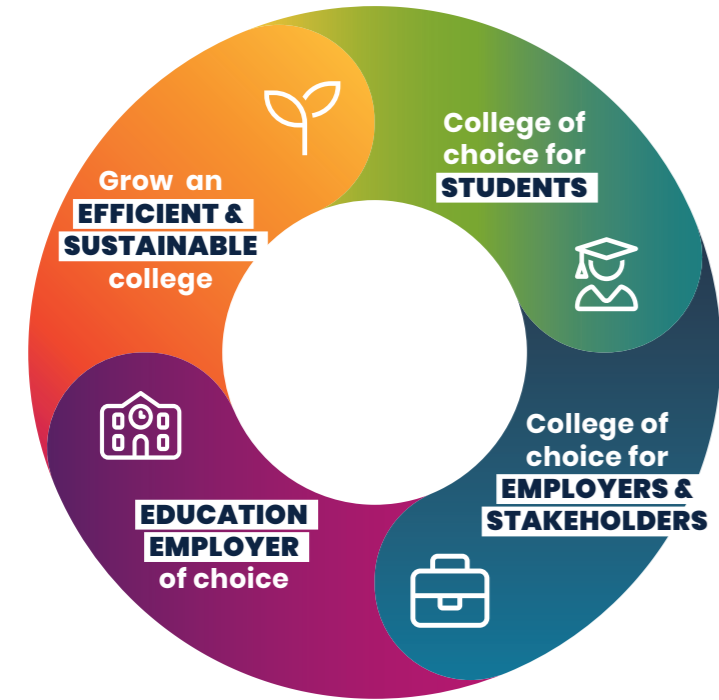 College of
choice for
STUDENTS
College of
choice for
EMPLOYERS &
STAKEHOLDERS
EDUCATION
EMPLOYER
of choice
Grow an
EFFICIENT &
SUSTAINABLE
college